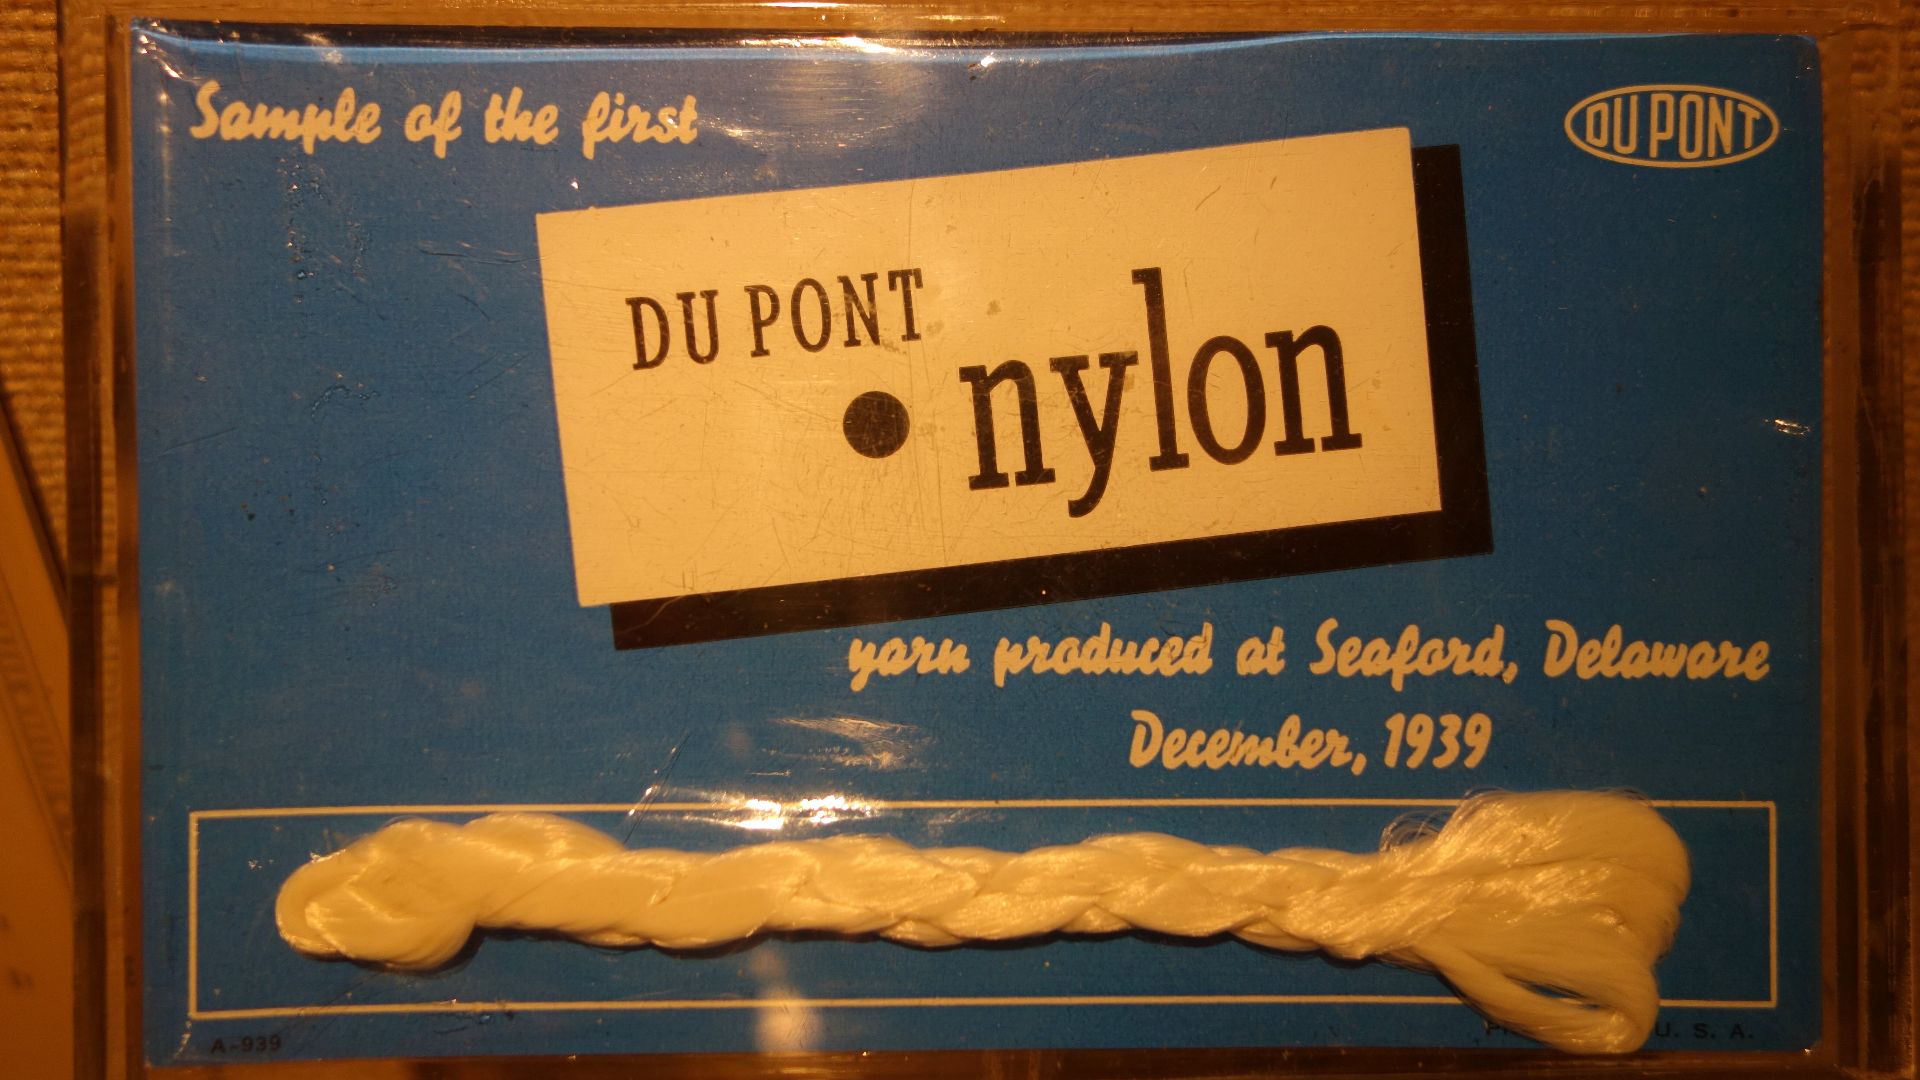 Sample of the first
DU PONT
DU PONT
nylon
yarn produced at Seaford, Delaware
December, 1939
A-939
U. S. A.